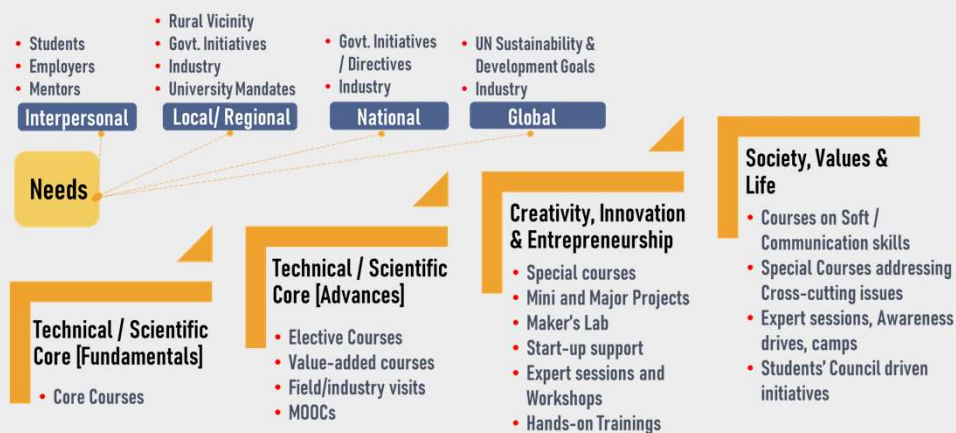 • Students
• Employers
• Mentors
Interpersonal
• Rural Vicinity
• Govt. Initiatives
• Industry
• University Mandates
Local/ Regional
• Govt. Initiatives
/ Directives
• Industry
National
• UN Sustainability &
Development Goals
• Industry
Global
Needs
Technical / Scientific
Core [Fundamentals]
• Core Courses
Technical / Scientific
Core [Advances]
• Elective Courses
• Value-added courses
• Field/industry visits
• MOOCs
Creativity, Innovation
& Entrepreneurship
• Special courses
• Mini and Major Projects
• Maker's Lab
• Start-up support
• Expert sessions and
Workshops
• Hands-on Trainings
Society, Values &
Life
• Courses on Soft /
Communication skills
• Special Courses addressing
Cross-cutting issues
• Expert sessions, Awareness
drives, camps
• Students' Council driven
initiatives